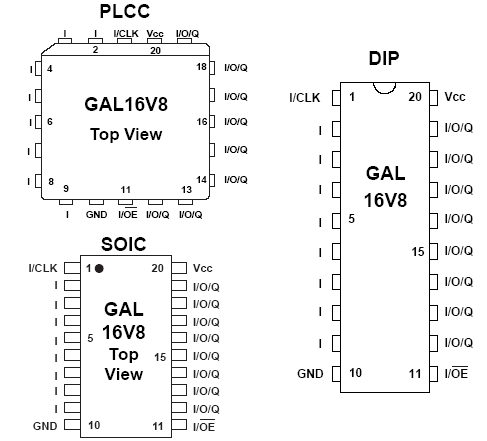 PLCC
I I I/CLK Vcc I/O/Q
2 20
I 4 18 I/O/Q
I GAL16V8 I/O/Q
I 6 Top View 16 I/O/Q
I I/O/Q
I 8 14 I/O/Q
9 11 13
I GND I/OE I/O/Q I/O/Q
SOIC
I/CLK 1 20 Vcc
I I/O/Q
I GAL I/O/Q
I 16V8 I/O/Q
I 5 Top I/O/Q
I View 15 I/O/Q
I I/O/Q
I I/O/Q
I I/O/Q
GND 10 11 I/OE
DIP
I/CLK 1 20 Vcc
I I/O/Q
I GAL I/O/Q
I 16V8 I/O/Q
I 5 I/O/Q
I 15 I/O/Q
I I/O/Q
I I/O/Q
I I/O/Q
GND 10 11 I/OE